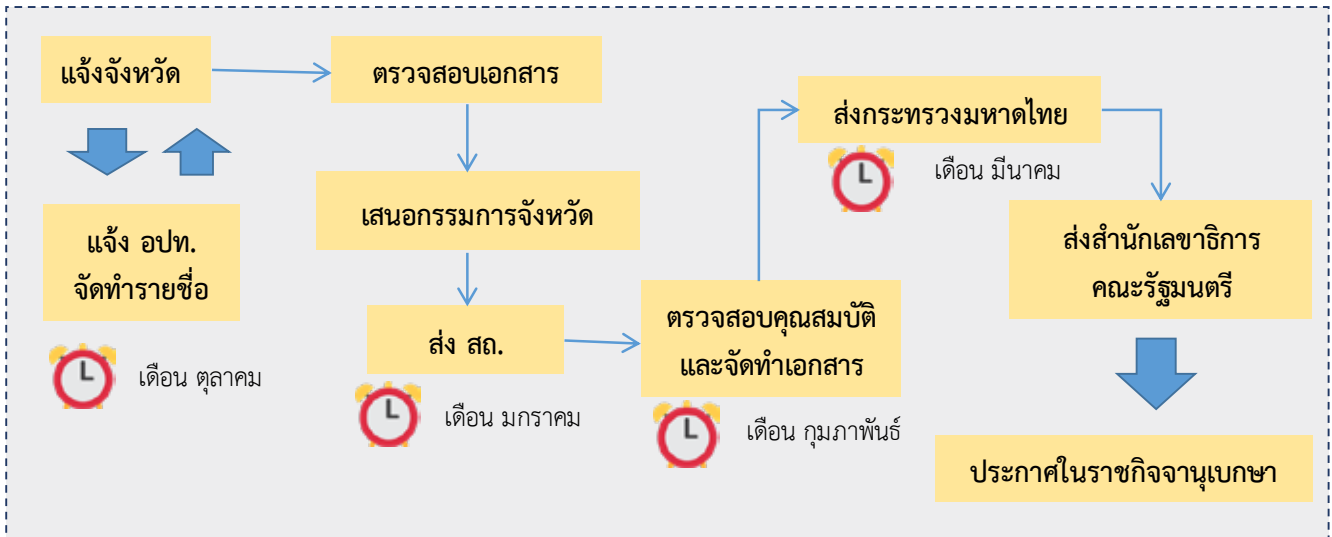 แจ้งจังหวัด
ตรวจสอบเอกสาร
ส่งกระทรวงมหาดไทย
เดือน มีนาคม
เสนอกรรมการจังหวัด
แจ้ง อปท.
จัดทำรายชื่อ
ส่งสำนักเลขาธิการ
คณะรัฐมนตรี
ส่ง สถ.
ตรวจสอบคุณสมบัติ
และจัดทำเอกสาร
เดือน ตุลาคม
เดือน มกราคม
เดือน กุมภาพันธ์
ประกาศในราชกิจจานุเบกษา